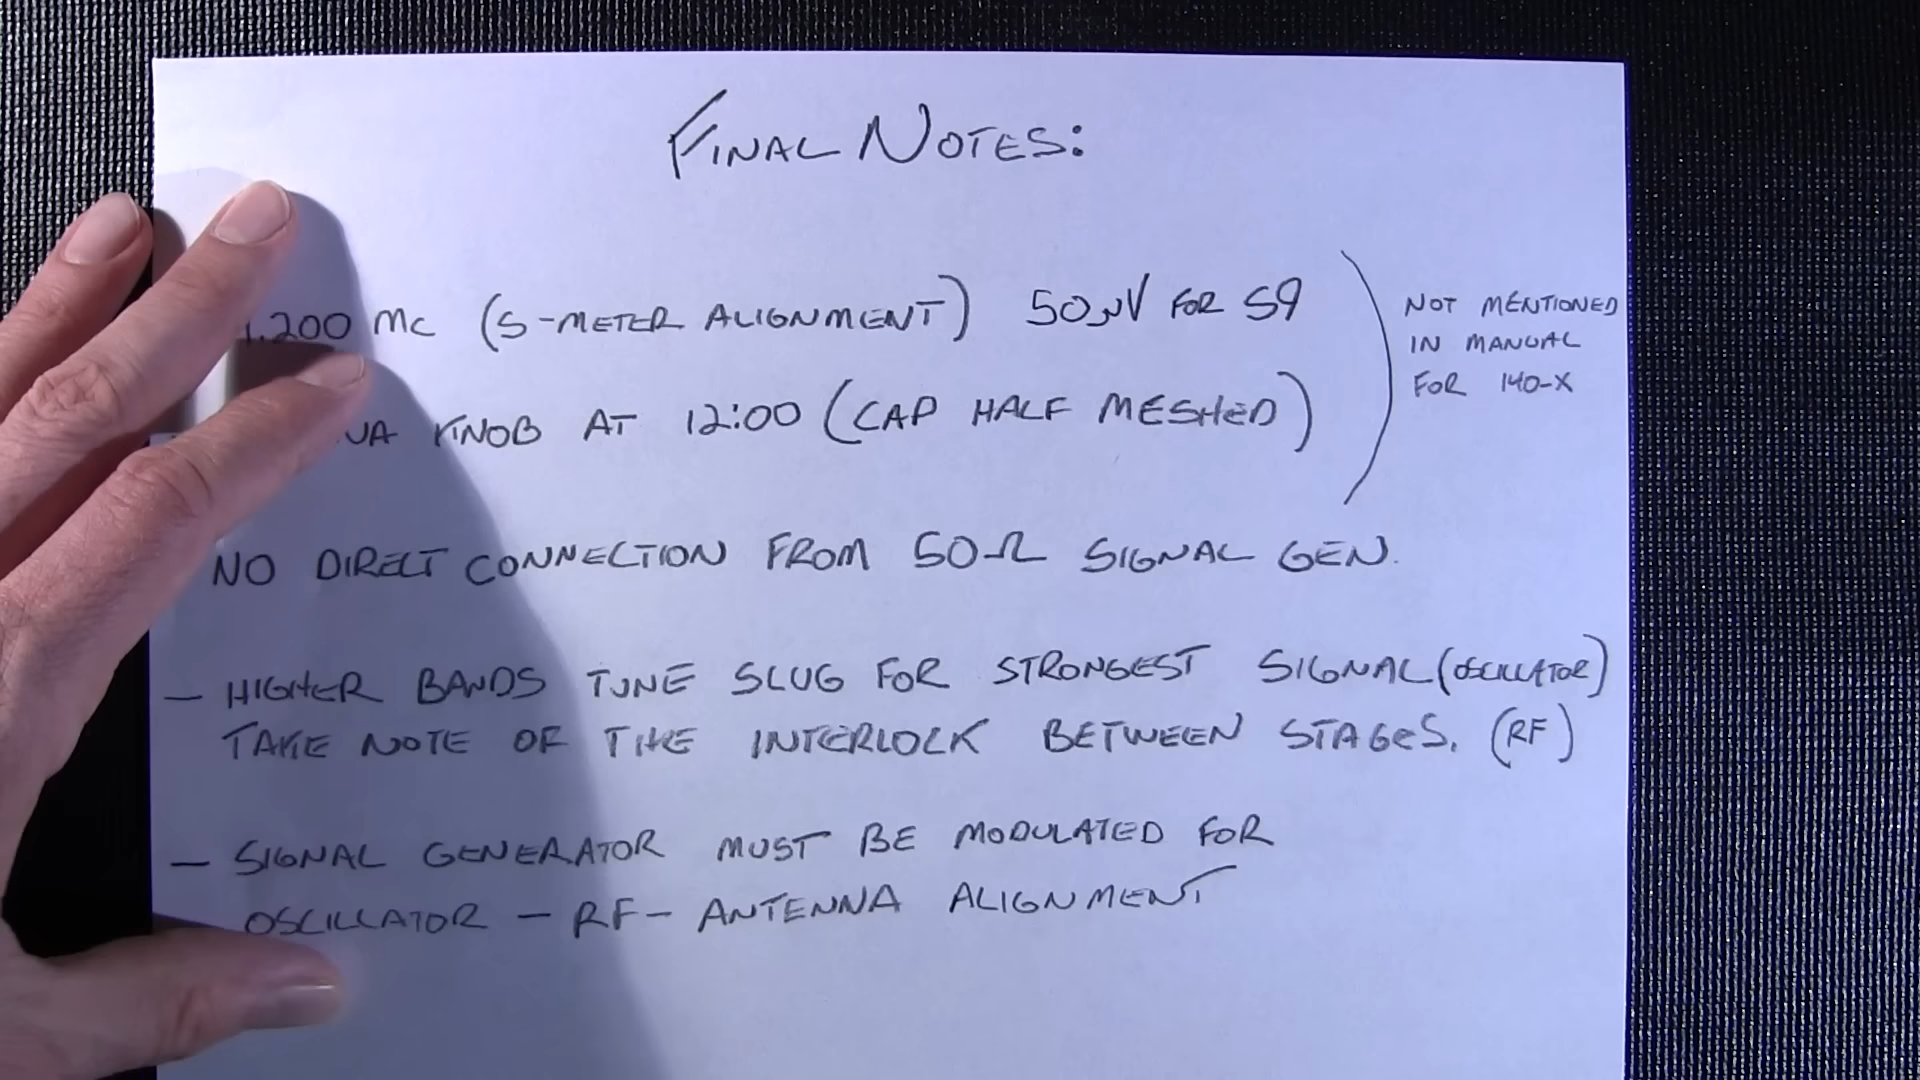 FINAL NOTES:
.200 MC (S-METER ALIGNMENT) 50µV FOR S9
KNOB AT 12:00 (CAP HALF MESHED)
NOT MENTIONED
IN MANUAL
FOR 140-X
NO DIRECT CONNECTION FROM 50Ω SIGNAL GEN.
- HIGHER BANDS TUNE SLUG FOR STRONGEST SIGNAL (OSCILLATOR)
TAKE NOTE OF THE INTERLOCK BETWEEN STAGES. (RF)
- SIGNAL GENERATOR MUST BE MODULATED FOR
OSCILLATOR - RF - ANTENNA ALIGNMENT